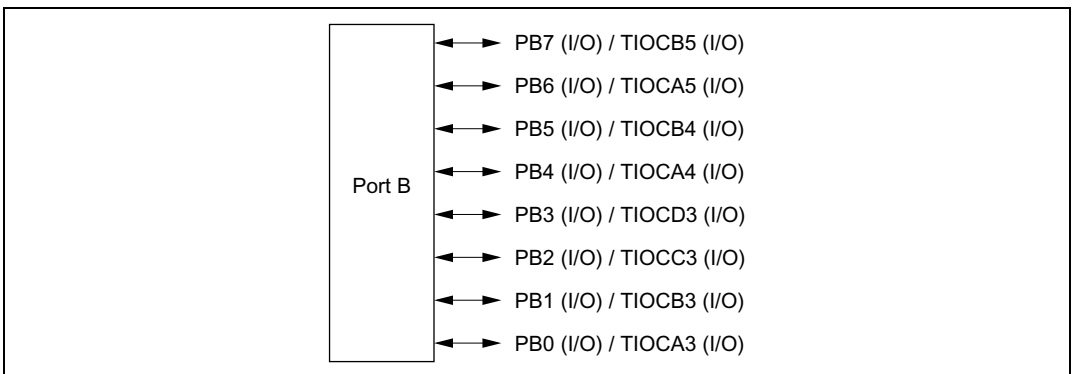 PB7 (I/O) / TIOCB5 (I/O)
PB6 (I/O) / TIOCA5 (I/O)
PB5 (I/O) / TIOCB4 (I/O)
PB4 (I/O) / TIOCA4 (I/O)
Port B
PB3 (I/O) / TIOCD3 (I/O)
PB2 (I/O) / TIOCC3 (I/O)
PB1 (I/O) / TIOCB3 (I/O)
PB0 (I/O) / TIOCA3 (I/O)